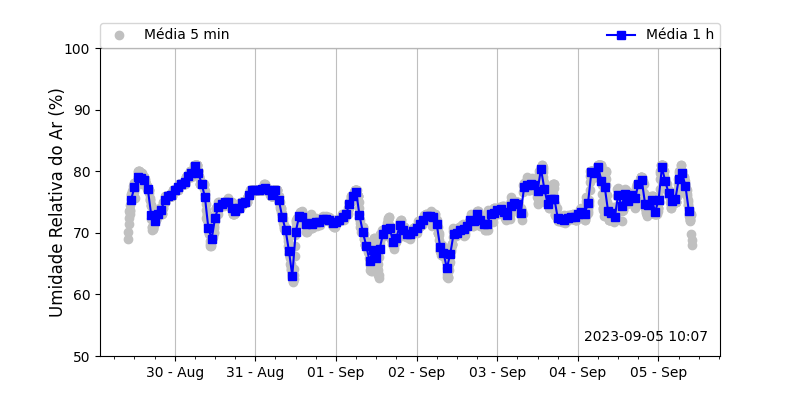 Média 5 min
Média 1 h
Umidade Relativa do Ar (%)
100
90
80
70
60
50
2023-09-05 10:07
30 - Aug
31 - Aug
01 - Sep
02 - Sep
03 - Sep
04 - Sep
05 - Sep